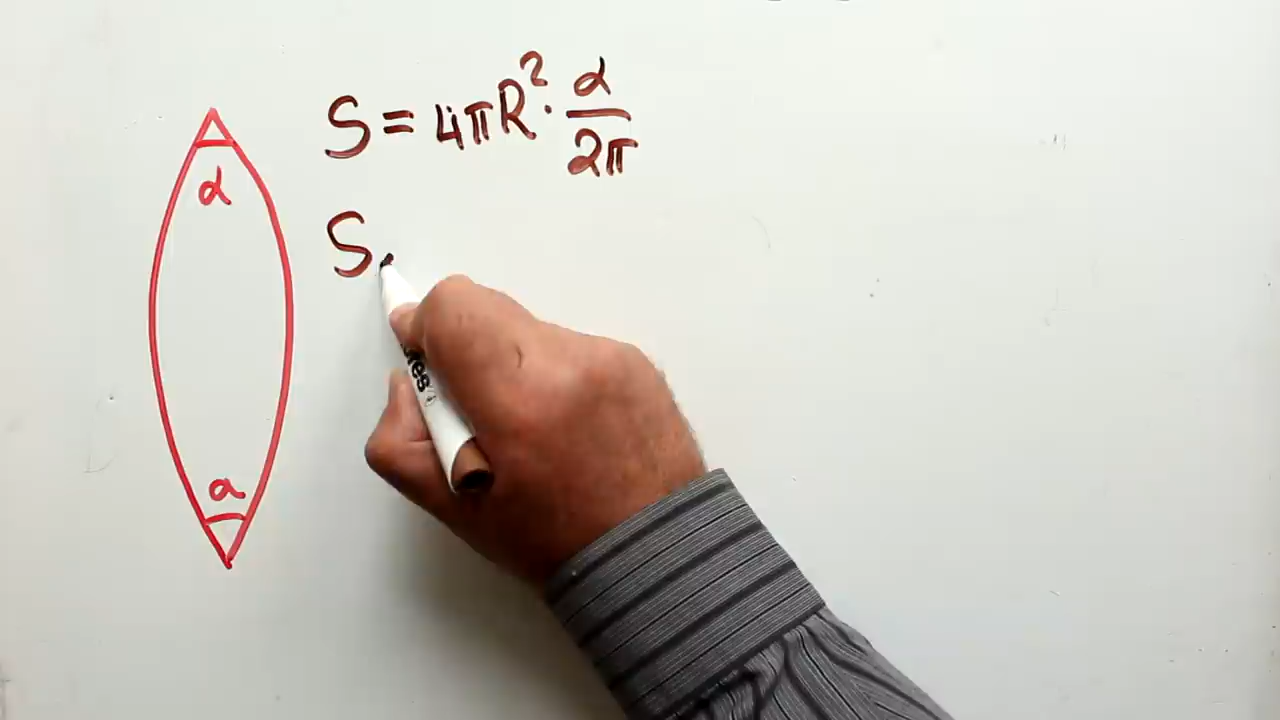 S = 4πR² · α/2π
S
α
α